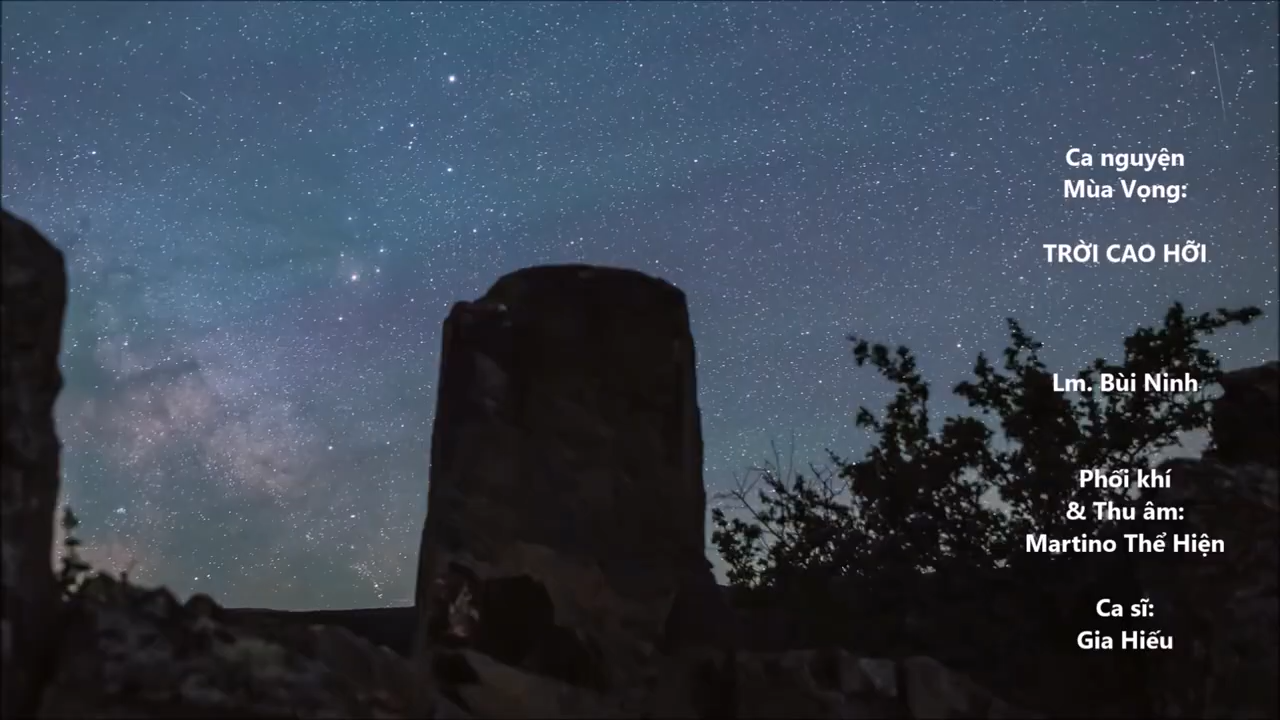 Ca nguyện
Mùa Vọng:
TRỜI CAO HỠI
Lm. Bùi Ninh
Phối khí
& Thu âm:
Martino Thể Hiện
Ca sĩ:
Gia Hiếu